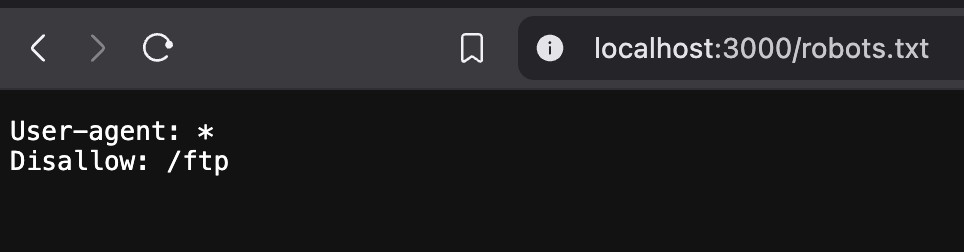 localhost:3000/robots.txt
User-agent: *
Disallow: /ftp